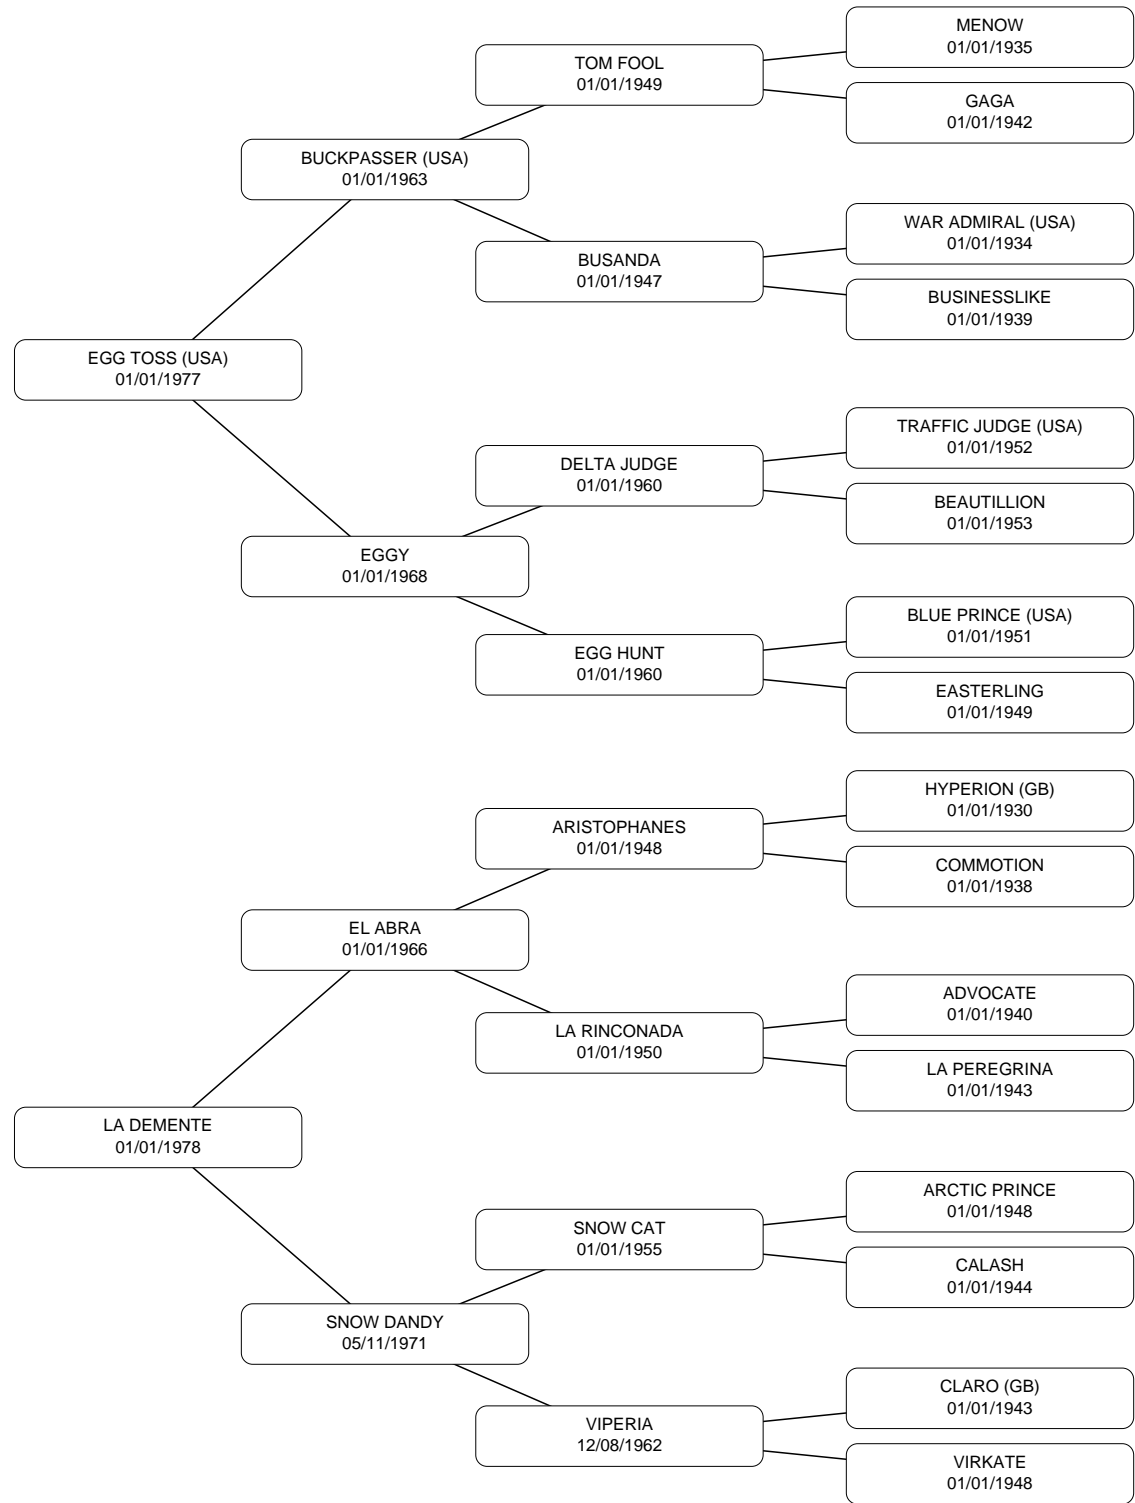 MENOW
01/01/1935
TOM FOOL
01/01/1949
GAGA
01/01/1942
BUCKPASSER (USA)
01/01/1963
WAR ADMIRAL (USA)
01/01/1934
BUSANDA
01/01/1947
BUSINESSLIKE
01/01/1939
EGG TOSS (USA)
01/01/1977
TRAFFIC JUDGE (USA)
01/01/1952
DELTA JUDGE
01/01/1960
BEAUTILLION
01/01/1953
EGGY
01/01/1968
BLUE PRINCE (USA)
01/01/1951
EGG HUNT
01/01/1960
EASTERLING
01/01/1949
HYPERION (GB)
01/01/1930
ARISTOPHANES
01/01/1948
COMMOTION
01/01/1938
EL ABRA
01/01/1966
ADVOCATE
01/01/1940
LA RINCONADA
01/01/1950
LA PEREGRINA
01/01/1943
LA DEMENTE
01/01/1978
ARCTIC PRINCE
01/01/1948
SNOW CAT
01/01/1955
CALASH
01/01/1944
SNOW DANDY
05/11/1971
CLARO (GB)
01/01/1943
VIPERIA
12/08/1962
VIRKATE
01/01/1948